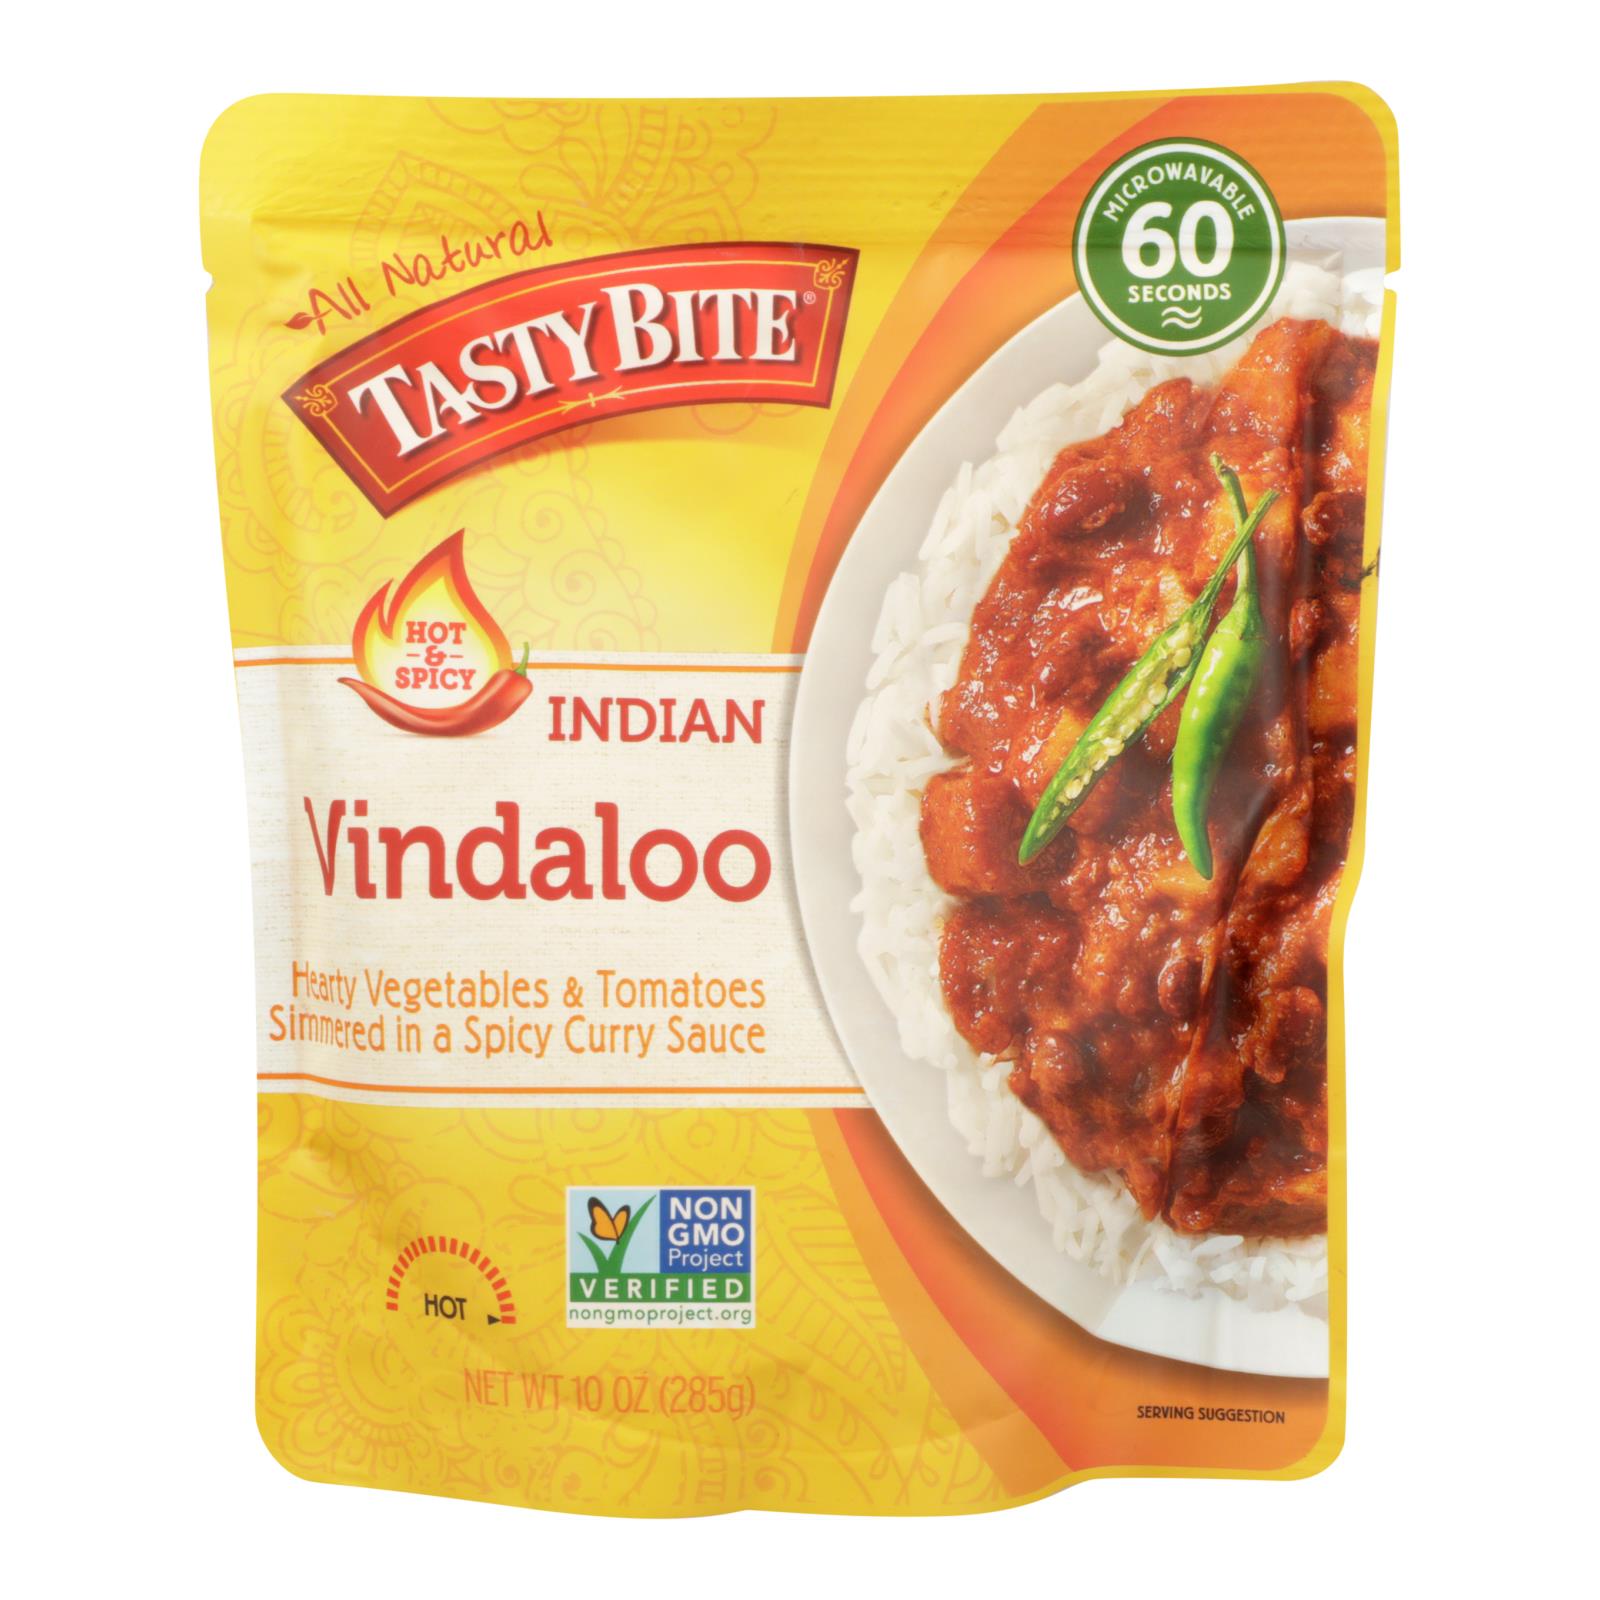 All Natural
TASTY BITE®
MICROWAVABLE
60
SECONDS
HOT
-&-
SPICY
INDIAN
Vindaloo
Hearty Vegetables & Tomatoes
Simmered in a Spicy Curry Sauce
HOT
NON
GMO
Project
VERIFIED
nongmoproject.org
NET WT 10 OZ (285g)
SERVING SUGGESTION